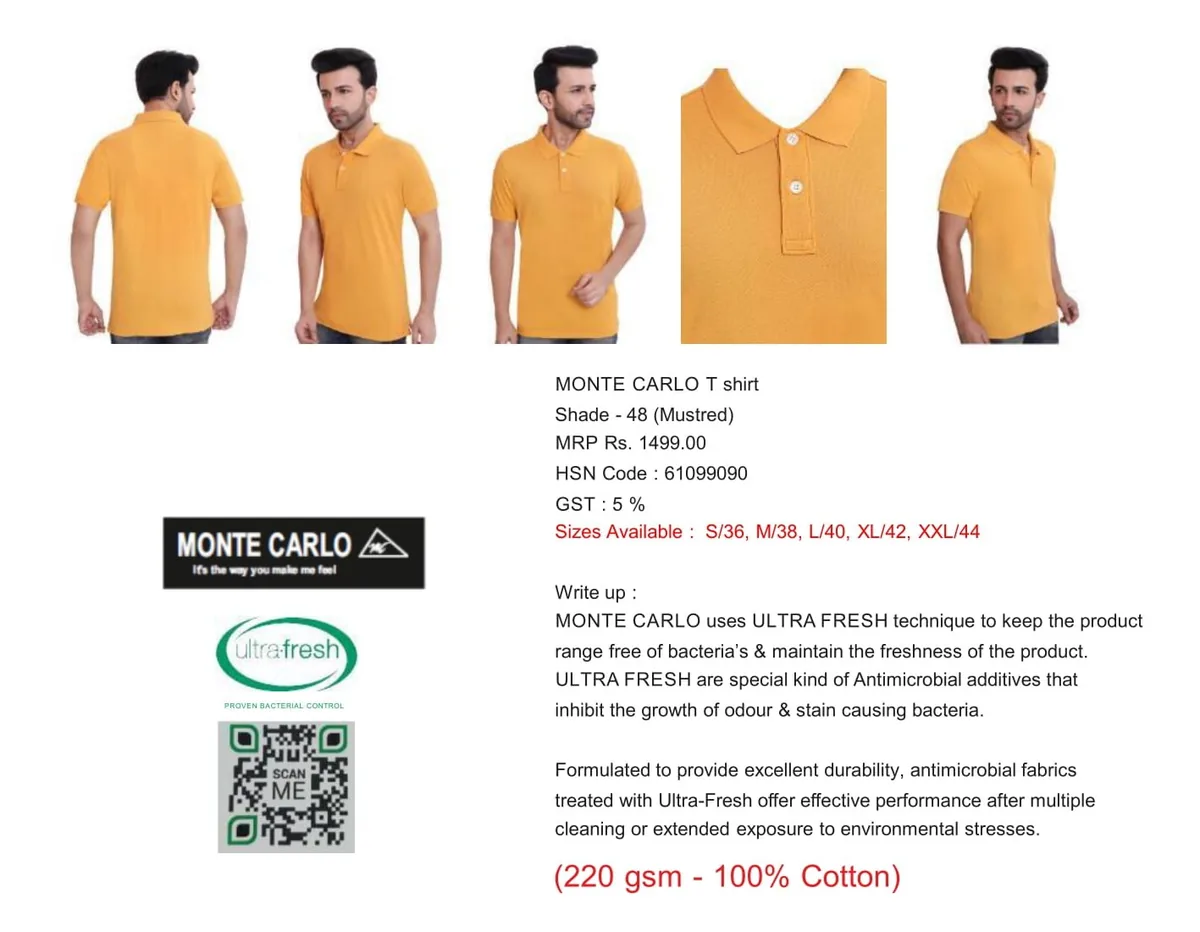 MONTE CARLO T shirt
Shade - 48 (Mustred)
MRP Rs. 1499.00
HSN Code : 61099090
GST : 5 %
Sizes Available : S/36, M/38, L/40, XL/42, XXL/44
MONTE CARLO
It's the way you make me feel
ultra-fresh
PROVEN BACTERIAL CONTROL
SCAN
ME
Write up :
MONTE CARLO uses ULTRA FRESH technique to keep the product
range free of bacteria's & maintain the freshness of the product.
ULTRA FRESH are special kind of Antimicrobial additives that
inhibit the growth of odour & stain causing bacteria.
Formulated to provide excellent durability, antimicrobial fabrics
treated with Ultra-Fresh offer effective performance after multiple
cleaning or extended exposure to environmental stresses.
(220 gsm - 100% Cotton)